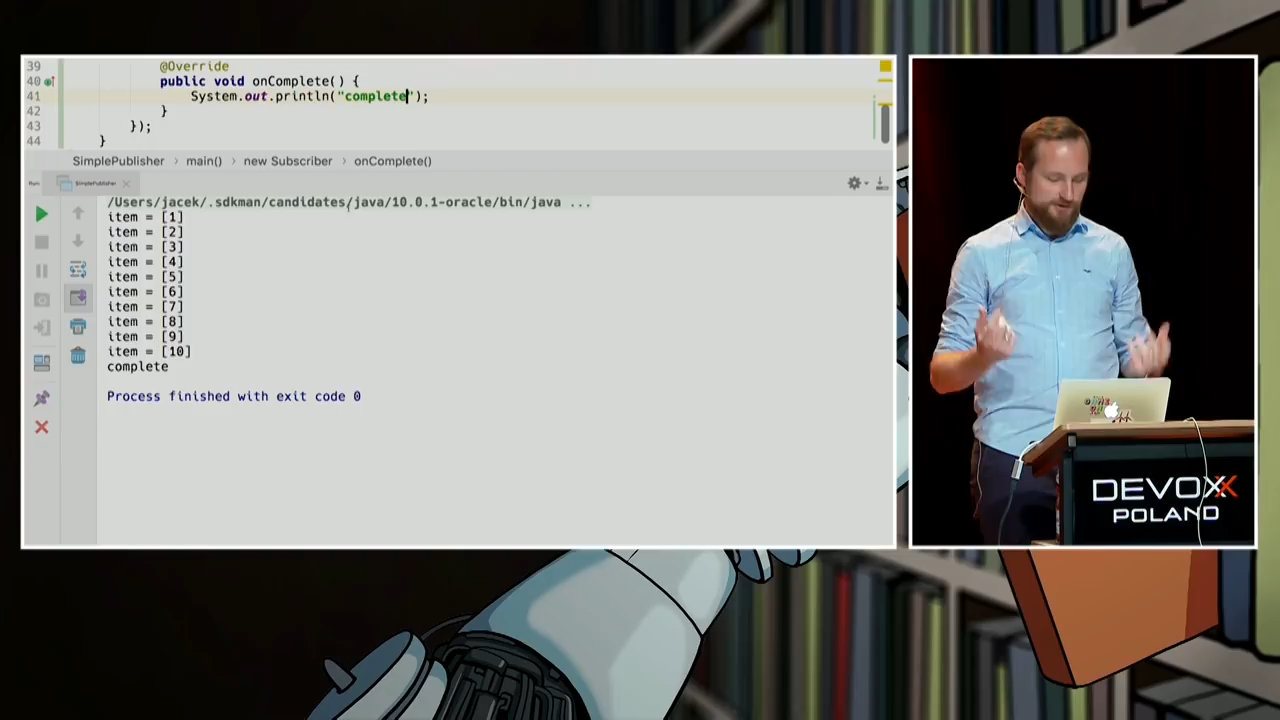 39 @Override
40 public void onComplete() {
41 System.out.println("complete");
42 }
43 });
44 }
SimplePublisher > main() > new Subscriber > onComplete()
Run: SimplePublisher
/Users/jacek/.sdkman/candidates/java/10.0.1-oracle/bin/java ...
item = [1]
item = [2]
item = [3]
item = [4]
item = [5]
item = [6]
item = [7]
item = [8]
item = [9]
item = [10]
complete
Process finished with exit code 0
DEVOXX
POLAND